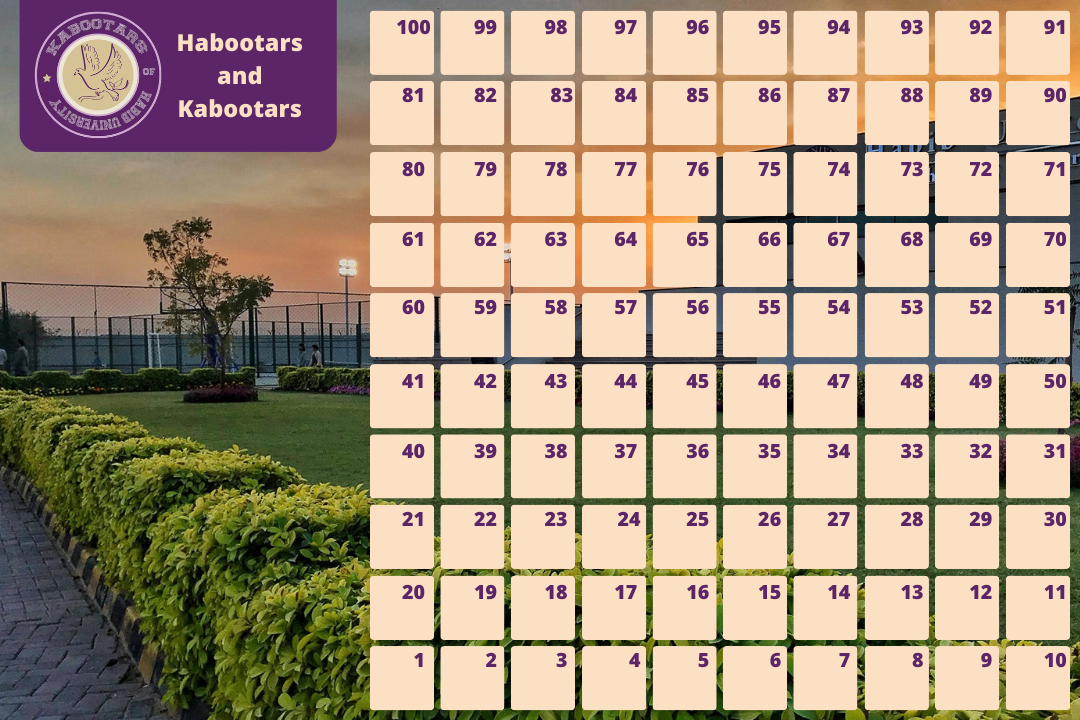 KABOOTARS
OF
HABIB UNIVERSITY
Habootars
and
Kabootars
100 99 98 97 96 95 94 93 92 91
81 82 83 84 85 86 87 88 89 90
80 79 78 77 76 75 74 73 72 71
61 62 63 64 65 66 67 68 69 70
60 59 58 57 56 55 54 53 52 51
41 42 43 44 45 46 47 48 49 50
40 39 38 37 36 35 34 33 32 31
21 22 23 24 25 26 27 28 29 30
20 19 18 17 16 15 14 13 12 11
1 2 3 4 5 6 7 8 9 10